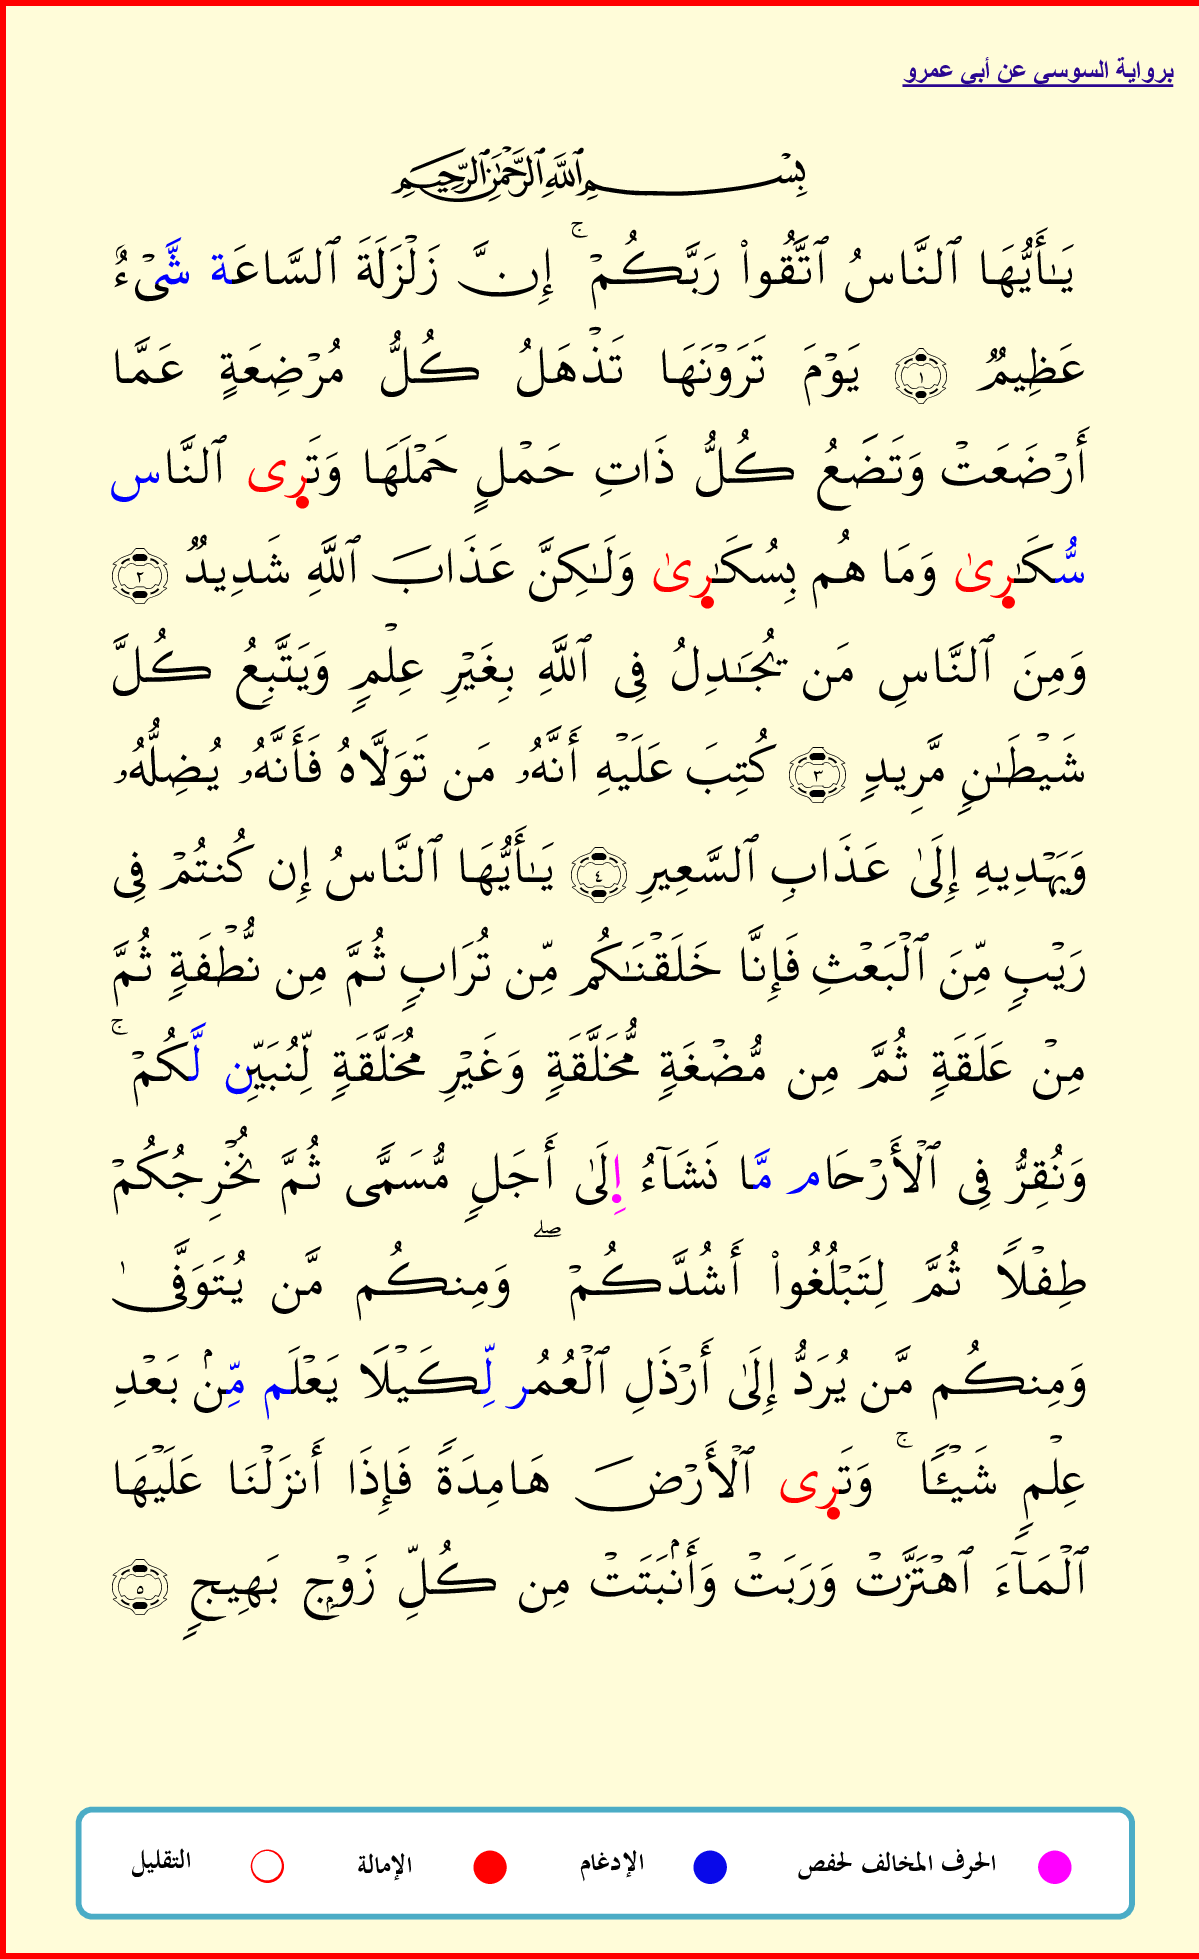 برواية السوسي عن أبي عمرو
بِسْمِ ٱللَّهِ ٱلرَّحْمَٰنِ ٱلرَّحِيمِ
يَـٰٓأَيُّهَا ٱلنَّاسُ ٱتَّقُواْ رَبَّكُمْ ۚ إِنَّ زَلْزَلَةَ ٱلسَّاعَة شَّىْءٌ
عَظِيمٌ ١ يَوْمَ تَرَوْنَهَا تَذْهَلُ كُلُّ مُرْضِعَةٍ عَمَّا
أَرْضَعَتْ وَتَضَعُ كُلُّ ذَاتِ حَمْلٍ حَمْلَهَا وَتَرِى ٱلنَّاس
سُّكَـٰرِىٰ وَمَا هُم بِسُكَـٰرِىٰ وَلَـٰكِنَّ عَذَابَ ٱللَّهِ شَدِيدٌ ٢
وَمِنَ ٱلنَّاسِ مَن يُجَـٰدِلُ فِى ٱللَّهِ بِغَيْرِ عِلْمٍ وَيَتَّبِعُ كُلَّ
شَيْطَـٰنٍ مَّرِيدٍ ٣ كُتِبَ عَلَيْهِ أَنَّهُۥ مَن تَوَلَّاهُ فَأَنَّهُۥ يُضِلُّهُۥ
وَيَهْدِيهِ إِلَىٰ عَذَابِ ٱلسَّعِيرِ ٤ يَـٰٓأَيُّهَا ٱلنَّاسُ إِن كُنتُمْ فِى
رَيْبٍ مِّنَ ٱلْبَعْثِ فَإِنَّا خَلَقْنَـٰكُم مِّن تُرَابٍ ثُمَّ مِن نُّطْفَةٍ ثُمَّ
مِنْ عَلَقَةٍ ثُمَّ مِن مُّضْغَةٍ مُّخَلَّقَةٍ وَغَيْرِ مُخَلَّقَةٍ لِّنُبَيِّن لَّكُمْ ۚ
وَنُقِرُّ فِى ٱلْأَرْحَام مَّا نَشَآءُ اِلَىٰ أَجَلٍ مُّسَمًّى ثُمَّ نُخْرِجُكُمْ
طِفْلًا ثُمَّ لِتَبْلُغُواْ أَشُدَّكُمْ ۖ وَمِنكُم مَّن يُتَوَفَّىٰ
وَمِنكُم مَّن يُرَدُّ إِلَىٰ أَرْذَلِ ٱلْعُمُر لِّكَيْلَا يَعْلَم مِّنۢ بَعْدِ
عِلْمٍ شَيْـًٔا ۚ وَتَرِى ٱلْأَرْضَ هَامِدَةً فَإِذَا أَنزَلْنَا عَلَيْهَا
ٱلْمَآءَ ٱهْتَزَّتْ وَرَبَتْ وَأَنۢبَتَتْ مِن كُلِّ زَوْجٍۭ بَهِيجٍ ٥
الحرف المخالف لحفص الإدغام الإمالة التقليل